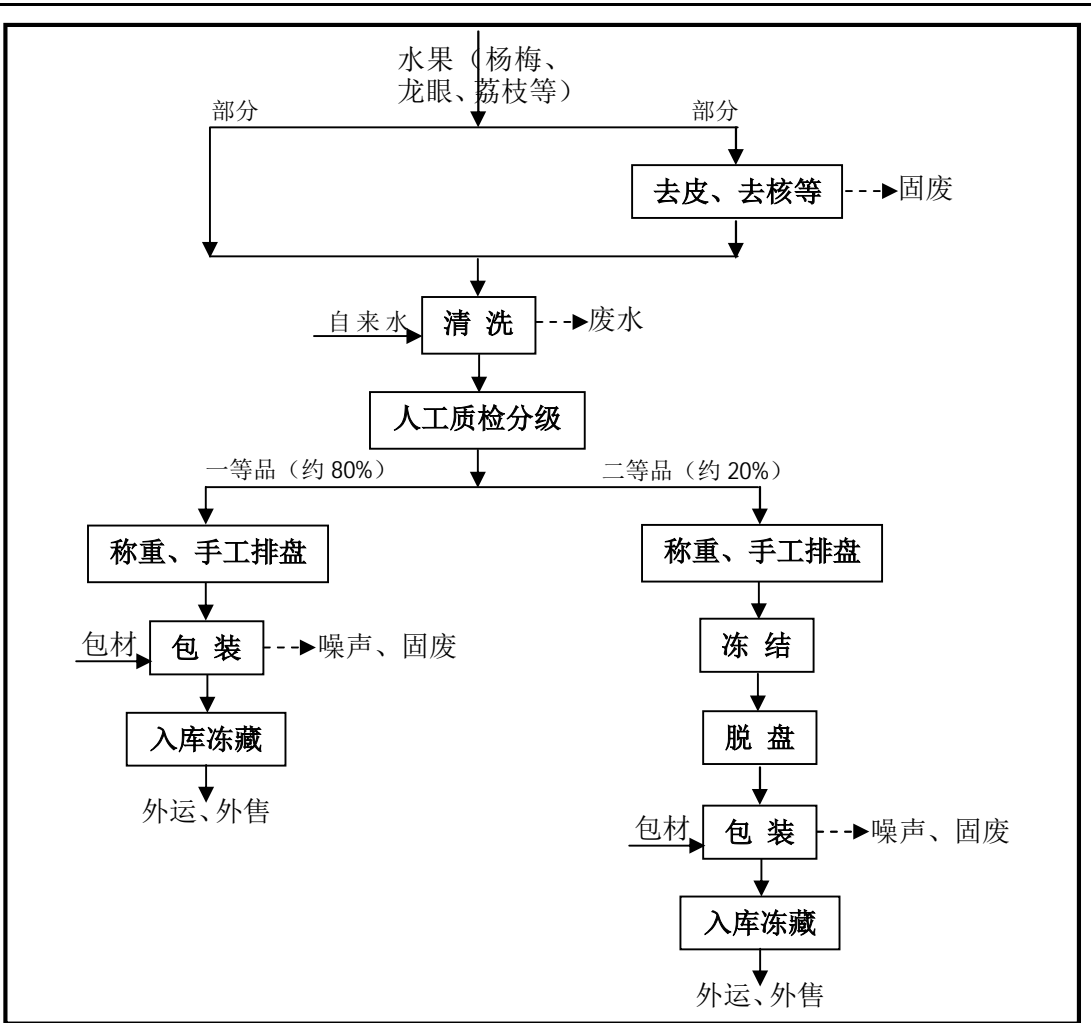 水果（杨梅、
龙眼、荔枝等）
部分
部分
去皮、去核等
固废
自来水
清 洗
废水
人工质检分级
一等品（约 80%）
二等品（约 20%）
称重、手工排盘
称重、手工排盘
包材
包 装
噪声、固废
冻 结
入库冻藏
脱 盘
外运、外售
包材
包 装
噪声、固废
入库冻藏
外运、外售